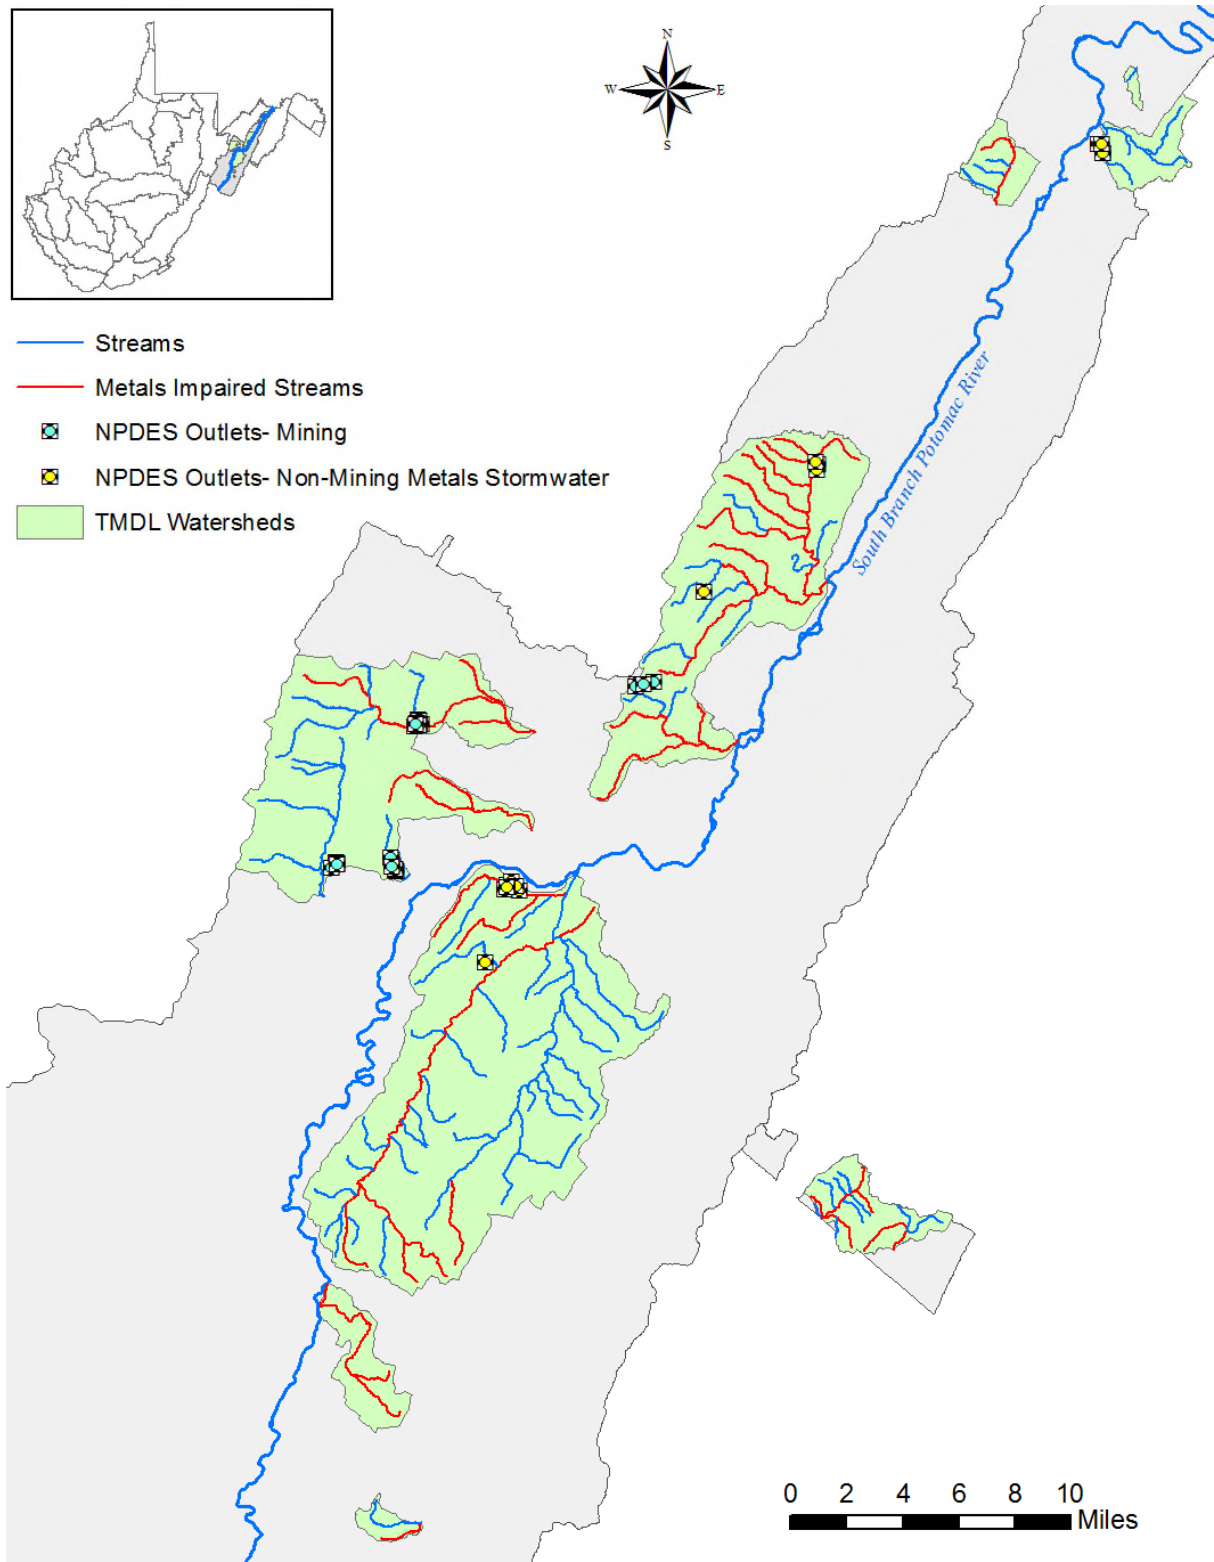 N
W
E
S
Streams
Metals Impaired Streams
NPDES Outlets- Mining
NPDES Outlets- Non-Mining Metals Stormwater
TMDL Watersheds
South Branch Potomac River
0 2 4 6 8 10
Miles